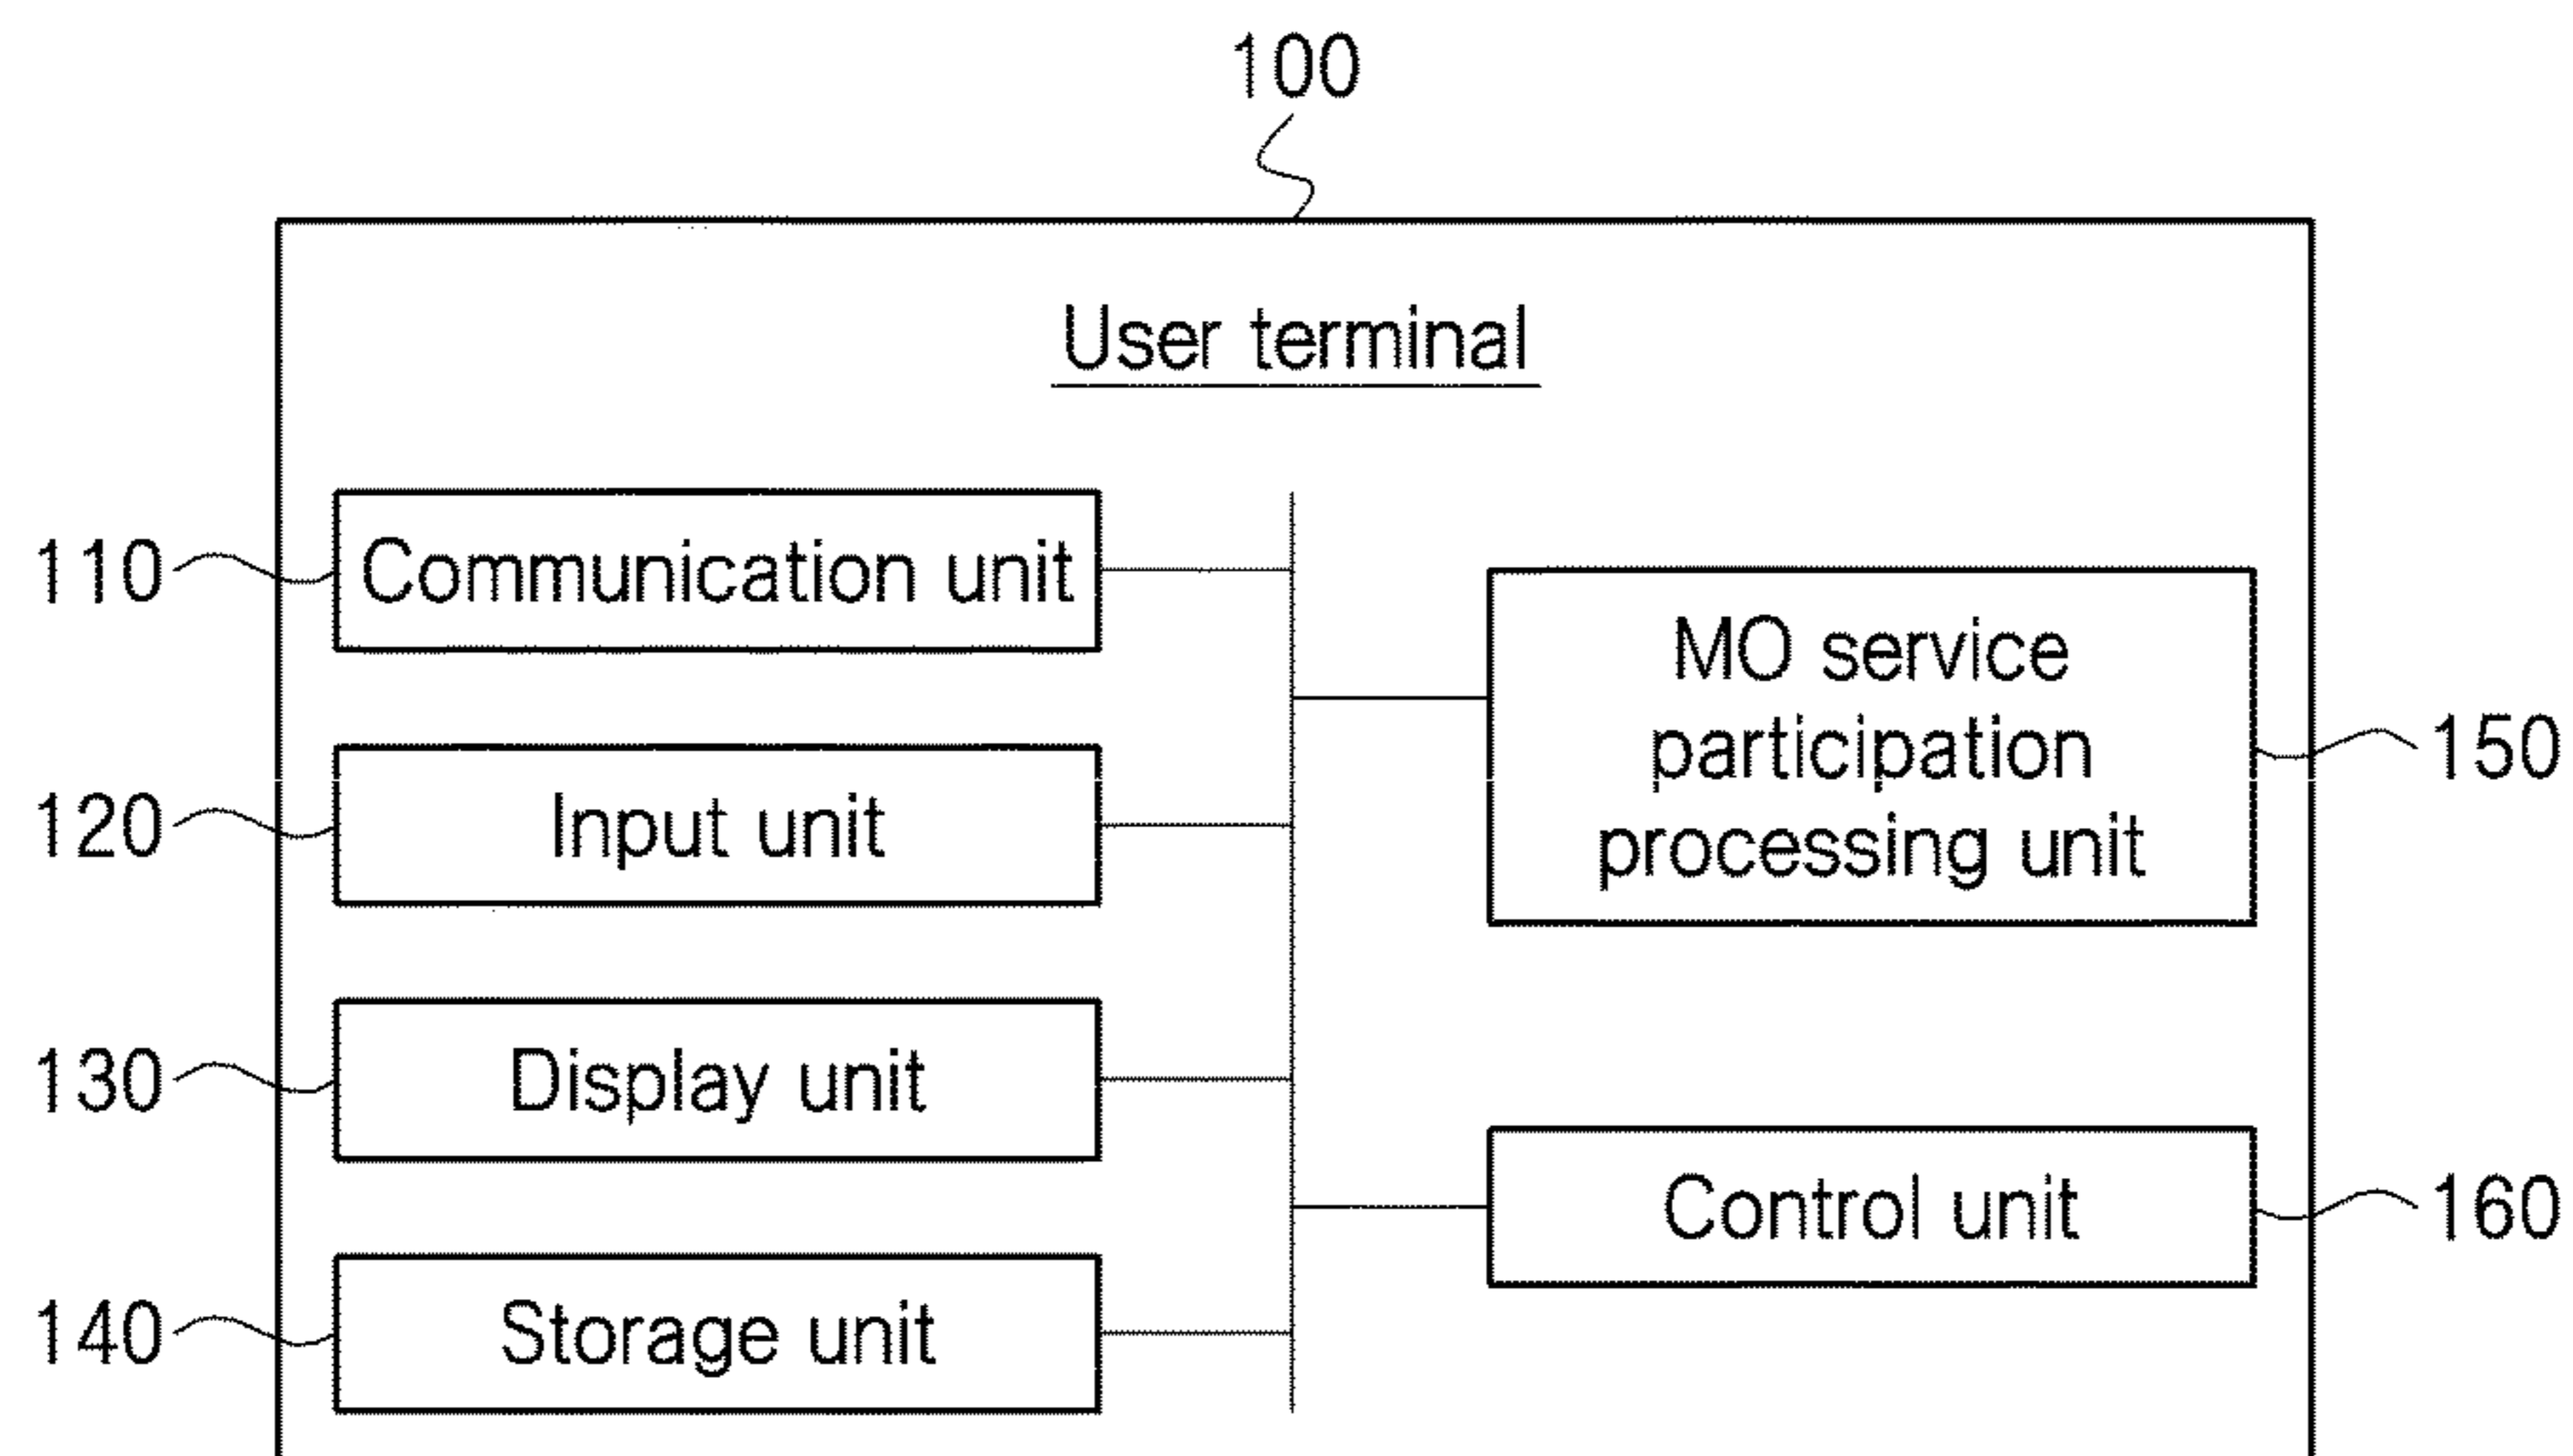 100
User terminal
110
Communication unit
120
Input unit
130
Display unit
140
Storage unit
MO service
participation
processing unit
150
Control unit
160